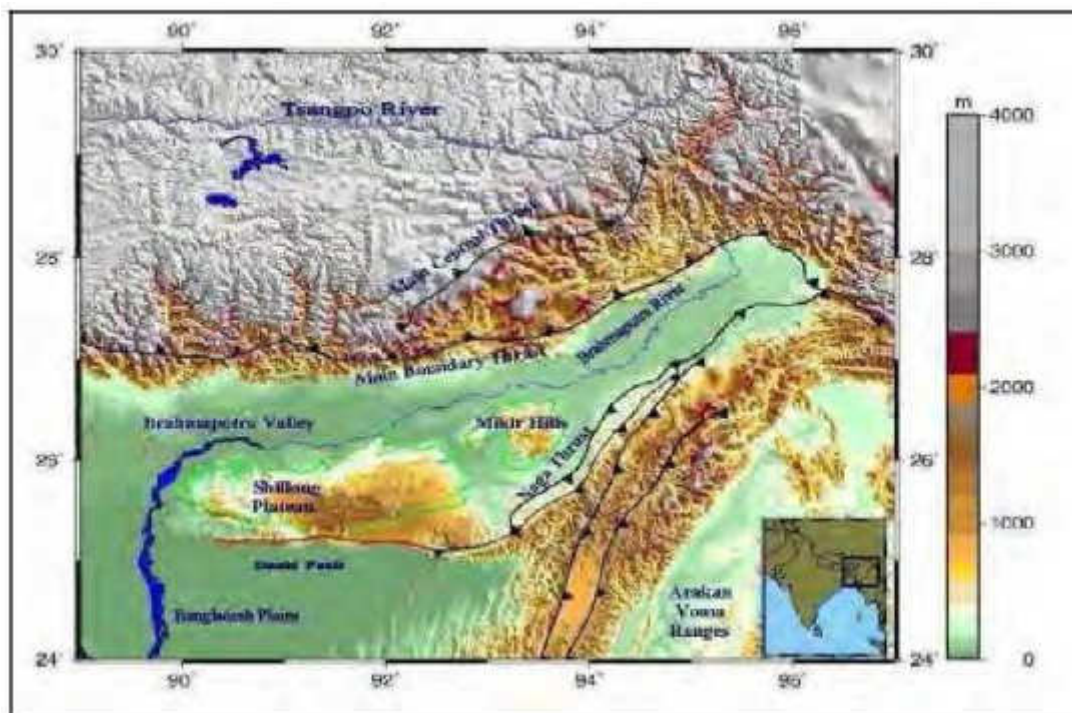 90° 92° 94° 96°
30° 30°
m
4000
Tsangpo River
Main Central Thrust
3000
28° 28°
Brahmaputra River
Main Boundary Thrust
2000
Brahmaputra Valley
Mikir Hills
26° 26°
Naga Thrust
Shillong
Plateau
1000
Dauki Fault
Arakan
Yoma
Ranges
Bangladesh Plains
24° 24°
0
90° 92° 94° 96°